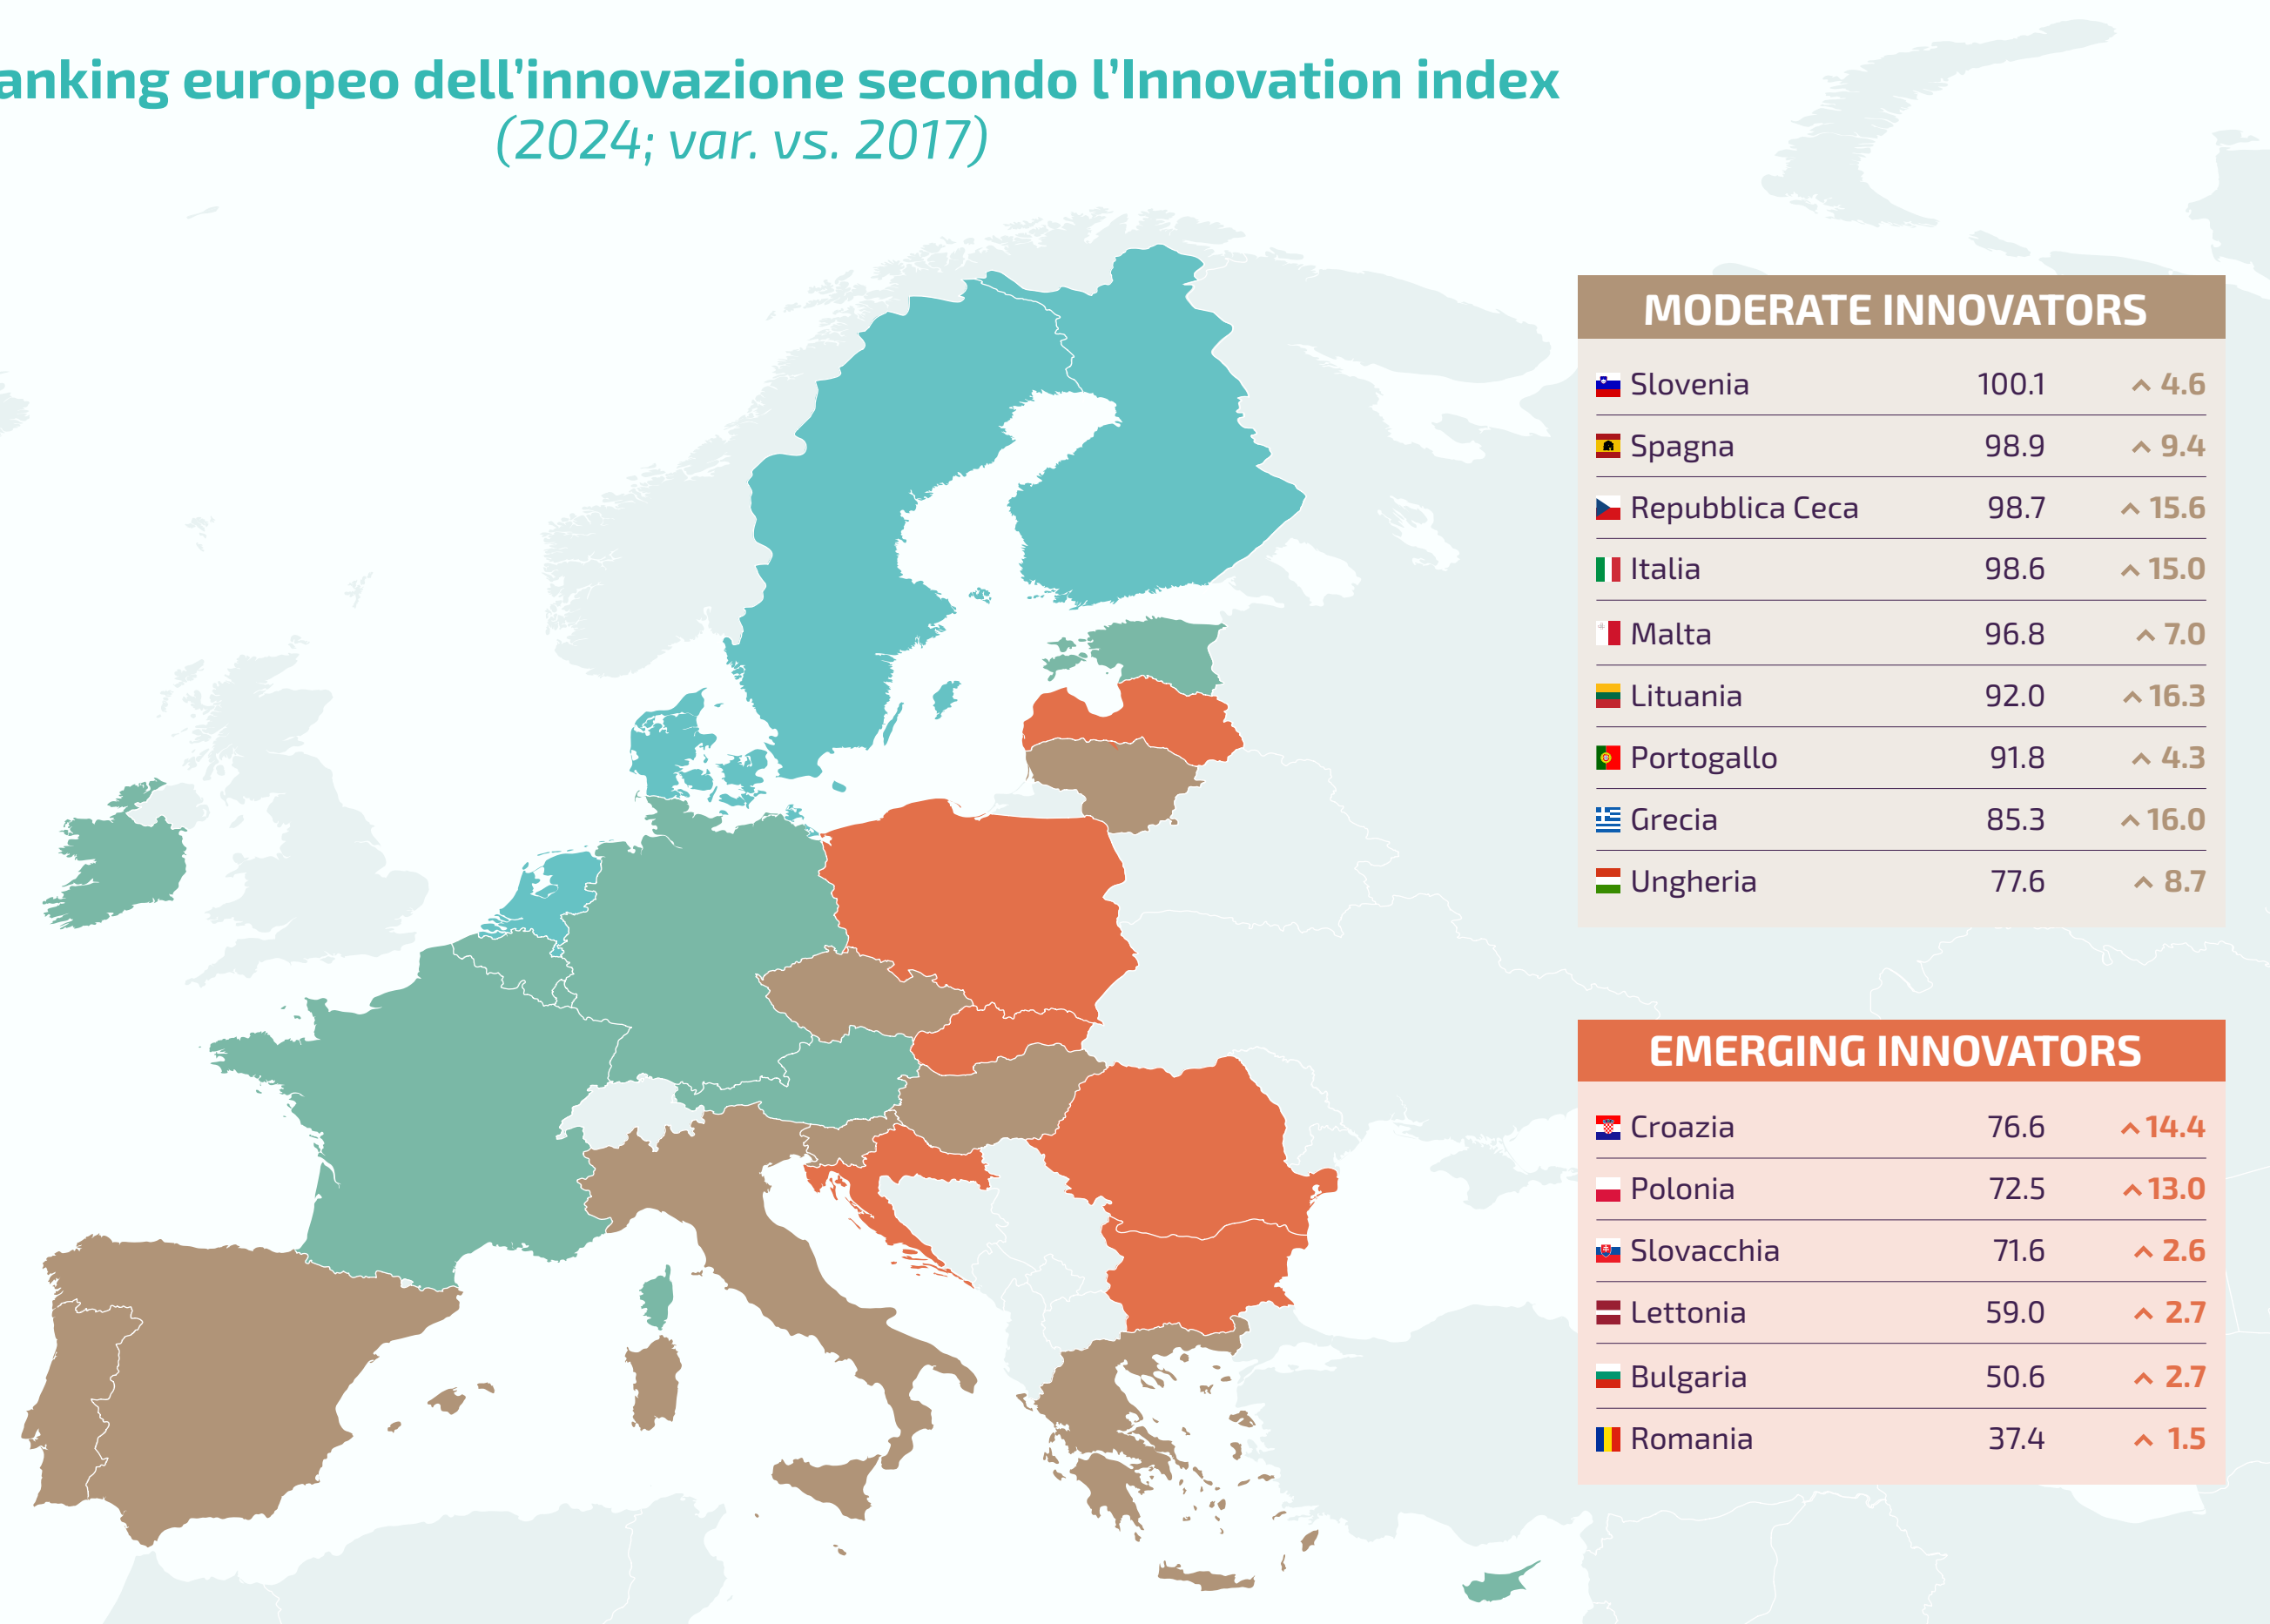 anking europeo dell’innovazione secondo l’Innovation index
(2024; var. vs. 2017)
MODERATE INNOVATORS
Slovenia 100.1 4.6
Spagna 98.9 9.4
Repubblica Ceca 98.7 15.6
Italia 98.6 15.0
Malta 96.8 7.0
Lituania 92.0 16.3
Portogallo 91.8 4.3
Grecia 85.3 16.0
Ungheria 77.6 8.7
EMERGING INNOVATORS
Croazia 76.6 14.4
Polonia 72.5 13.0
Slovacchia 71.6 2.6
Lettonia 59.0 2.7
Bulgaria 50.6 2.7
Romania 37.4 1.5